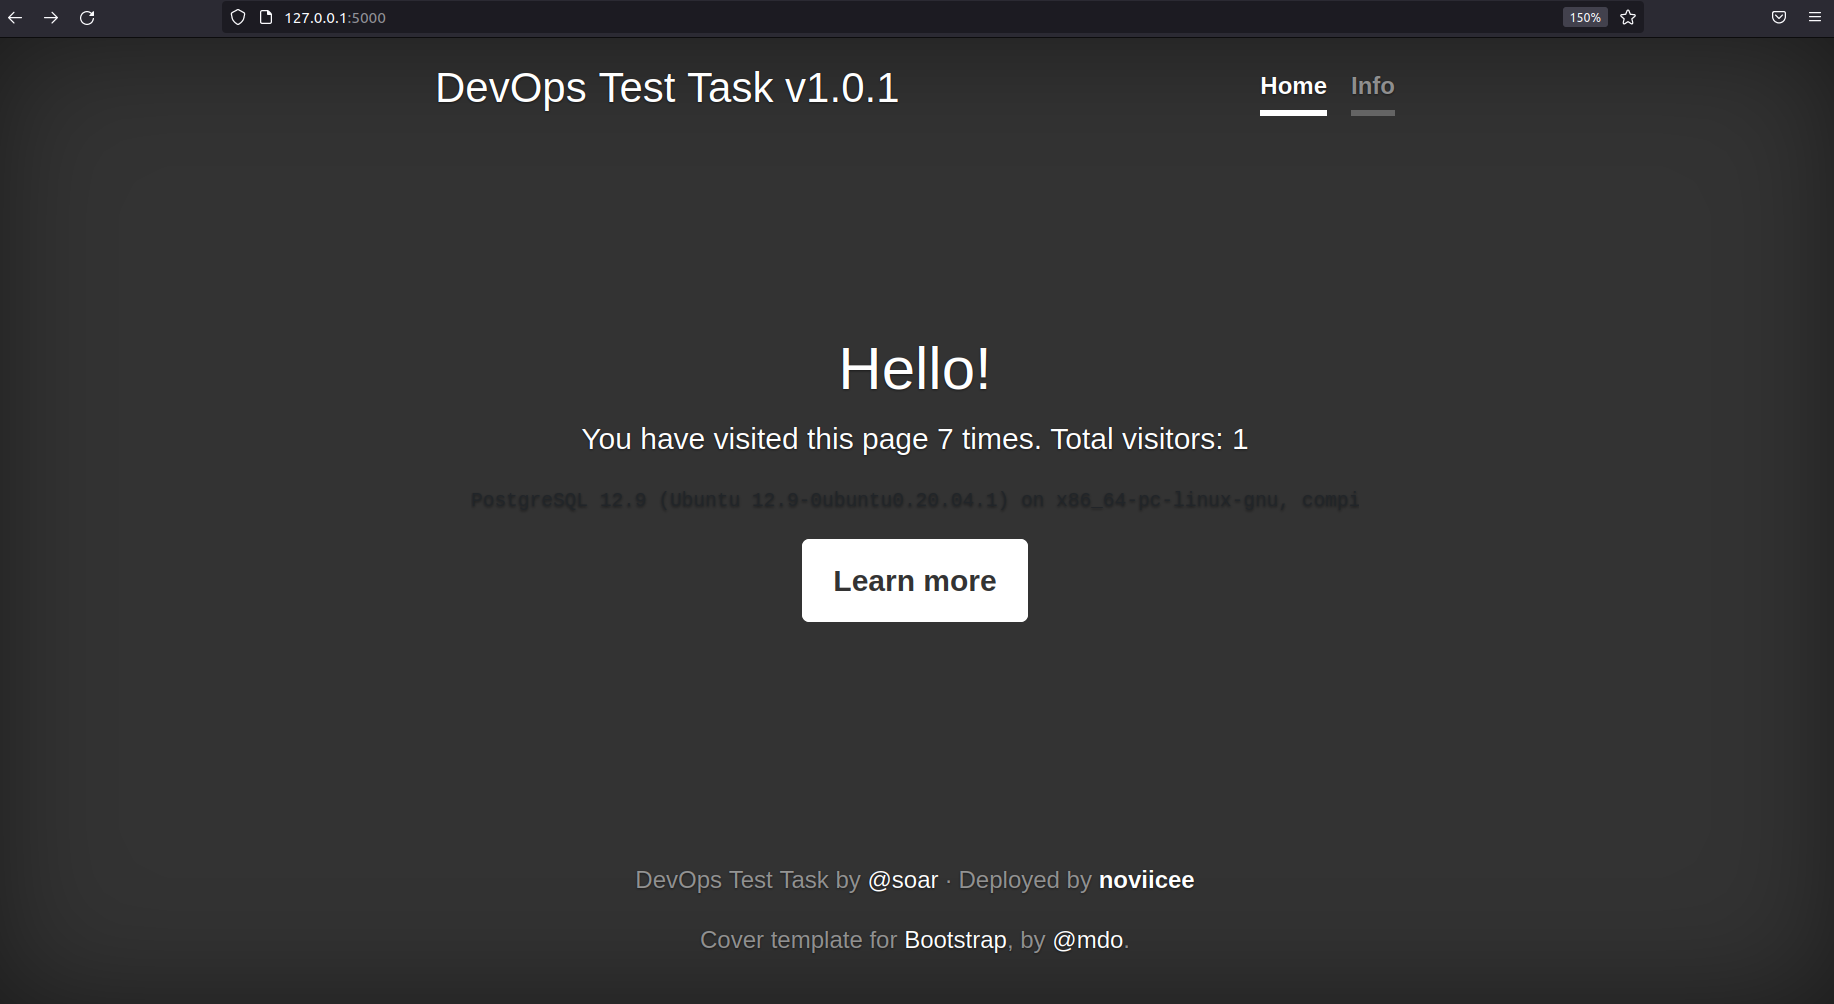 127.0.0.1:5000
150%
DevOps Test Task v1.0.1
Home Info
Hello!
You have visited this page 7 times. Total visitors: 1
PostgreSQL 12.9 (Ubuntu 12.9-0ubuntu0.20.04.1) on x86_64-pc-linux-gnu, compi
Learn more
DevOps Test Task by @soar · Deployed by noviicee
Cover template for Bootstrap, by @mdo.